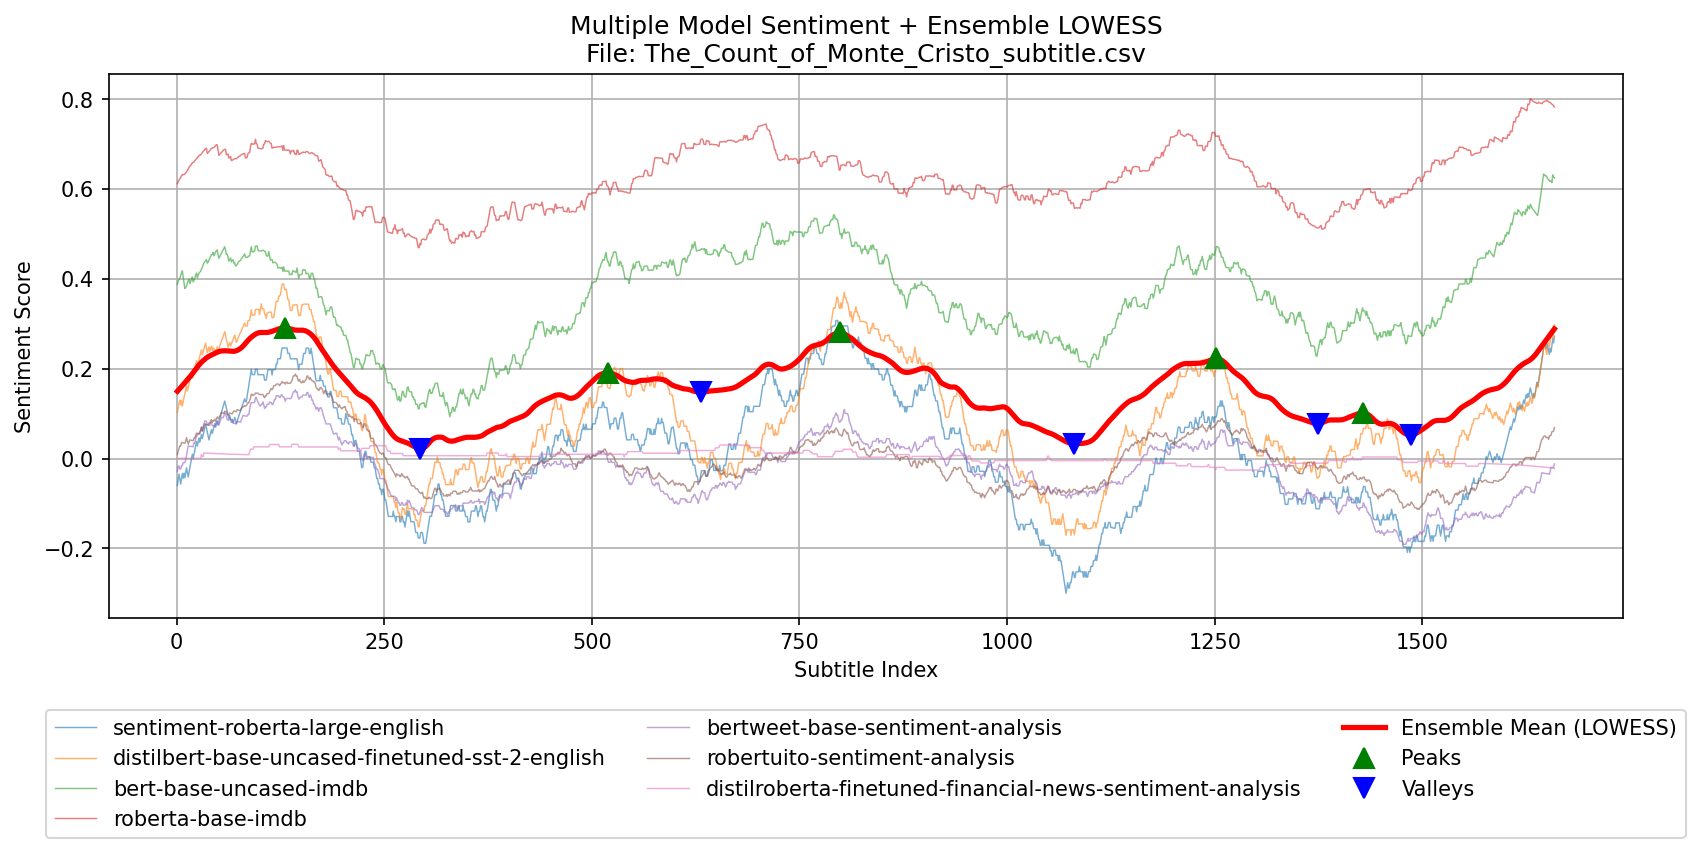 Multiple Model Sentiment + Ensemble LOWESS
File: The_Count_of_Monte_Cristo_subtitle.csv
Sentiment Score
0.8
0.6
0.4
0.2
0.0
−0.2
0 250 500 750 1000 1250 1500
Subtitle Index
sentiment-roberta-large-english
distilbert-base-uncased-finetuned-sst-2-english
bert-base-uncased-imdb
roberta-base-imdb
bertweet-base-sentiment-analysis
robertuito-sentiment-analysis
distilroberta-finetuned-financial-news-sentiment-analysis
Ensemble Mean (LOWESS)
Peaks
Valleys